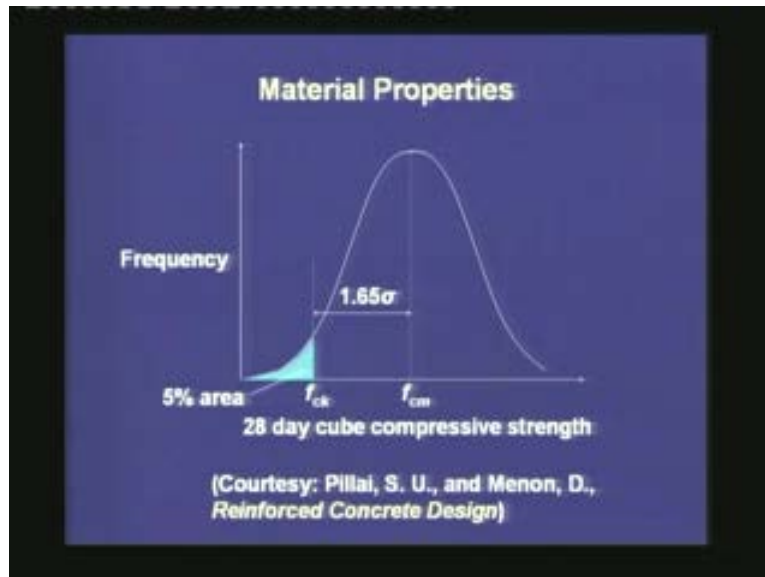 Material Properties
Frequency
1.65σ
5% area
fck
fcm
28 day cube compressive strength
(Courtesy: Pillai, S. U., and Menon, D.,
Reinforced Concrete Design)